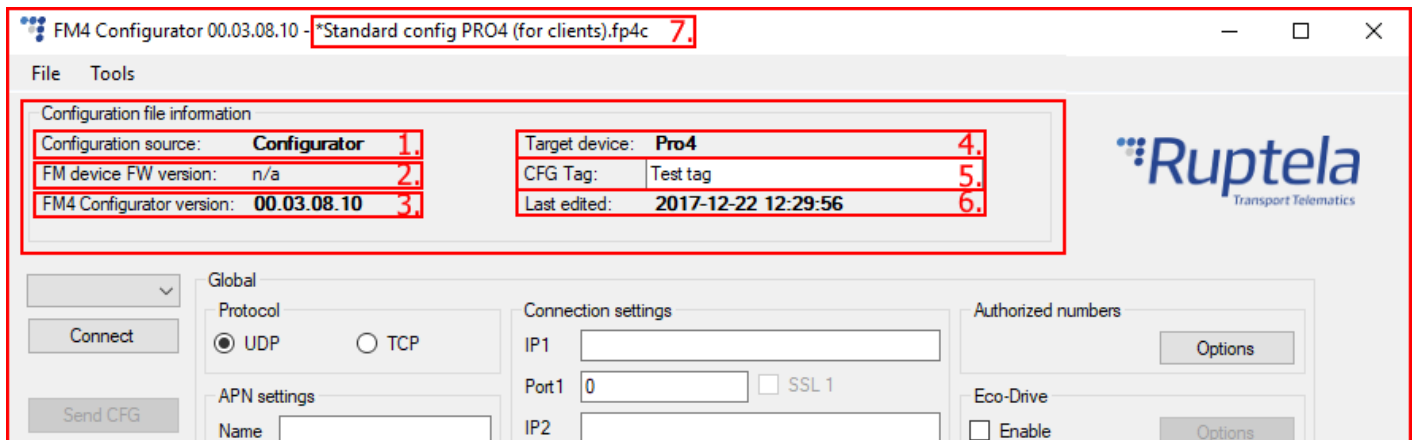 FM4 Configurator 00.03.08.10 - *Standard config PRO4 (for clients).fp4c 7.
File Tools
Configuration file information
Configuration source: Configurator 1. Target device: Pro4 4.
FM device FW version: n/a 2. CFG Tag: Test tag 5.
FM4 Configurator version: 00.03.08.10 3. Last edited: 2017-12-22 12:29:56 6.
Ruptela
Transport Telematics
Global
Protocol Connection settings Authorized numbers
Connect UDP TCP IP1 Options
Port1 0 SSL 1
APN settings Eco-Drive
Send CFG Name IP2 Enable Options